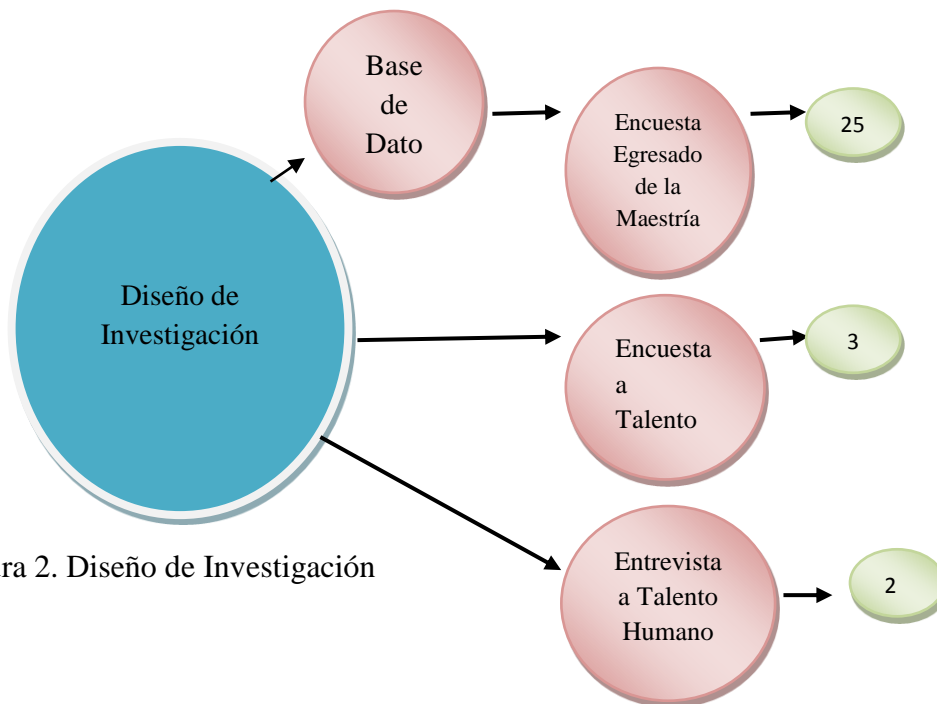 Base
de
Dato
Encuesta
Egresado
de la
Maestría
25
Diseño de
Investigación
Encuesta
a
Talento
3
Entrevista
a Talento
Humano
2
ra 2. Diseño de Investigación